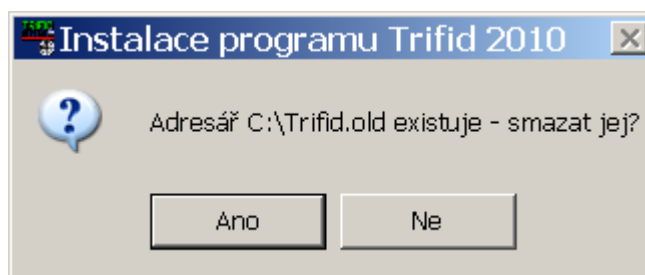 Instalace programu Trifid 2010
Adresář C:\Trifid.old existuje - smazat jej?
Ano
Ne